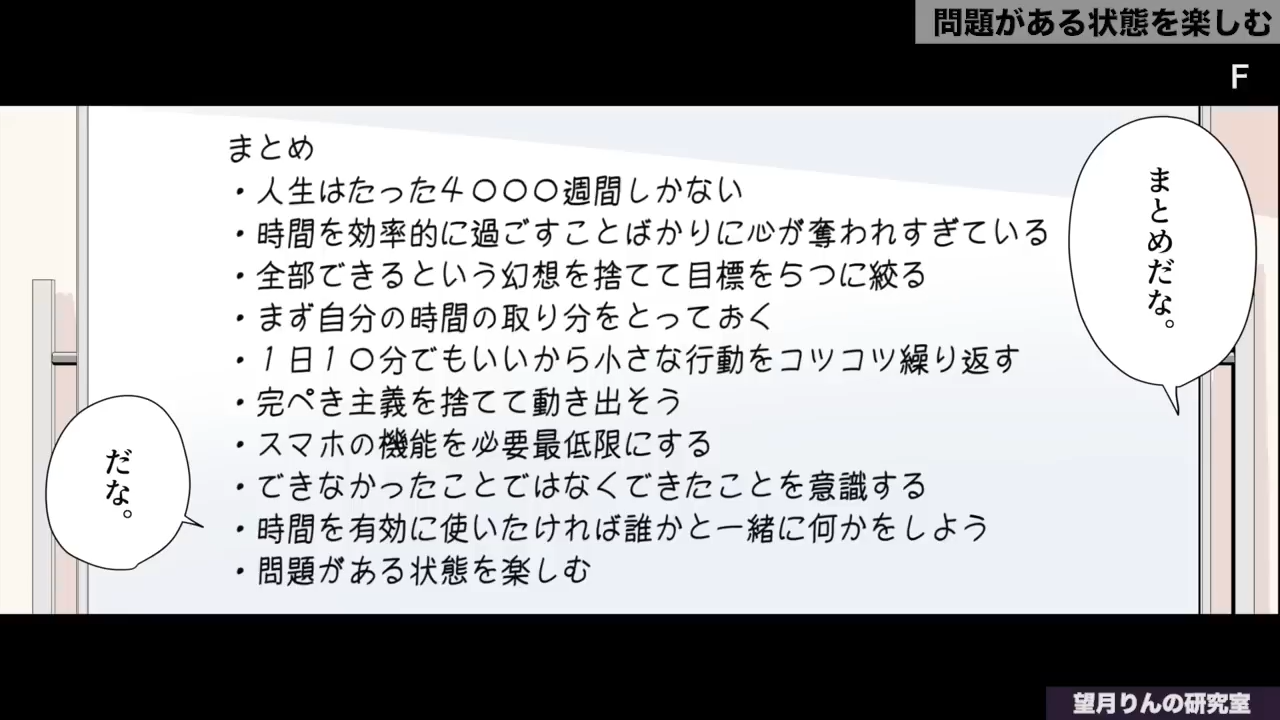 問題がある状態を楽しむ
F
まとめ
・人生はたった４０００週間しかない
・時間を効率的に過ごすことばかりに心が奪われすぎている
・全部できるという幻想を捨てて目標を５つに絞る
・まず自分の時間の取り分をとっておく
・１日１０分でもいいから小さな行動をコツコツ繰り返す
・完ぺき主義を捨てて動き出そう
・スマホの機能を必要最低限にする
・できなかったことではなくできたことを意識する
・時間を有効に使いたければ誰かと一緒に何かをしよう
・問題がある状態を楽しむ
まとめだな。
だな。
望月りんの研究室